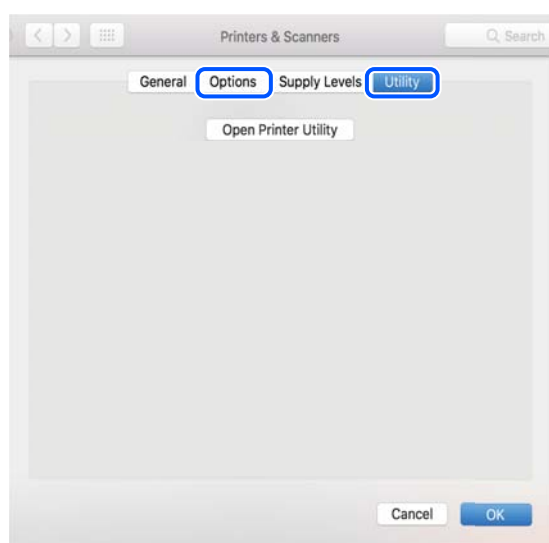 Printers & Scanners Search
General Options Supply Levels Utility
Open Printer Utility
Cancel OK